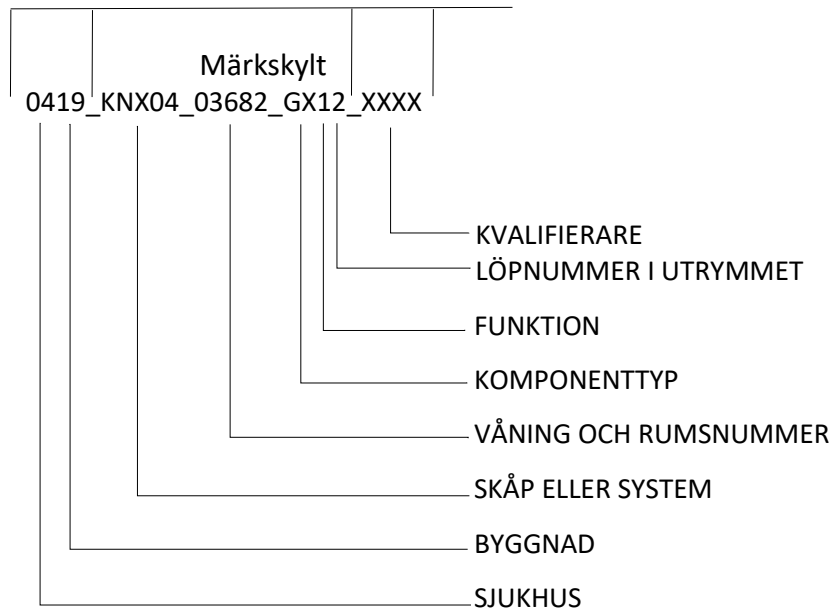 Märkskylt
0419_KNX04_03682_GX12_XXXX
KVALIFIERARE
LÖPNUMMER I UTRYMMET
FUNKTION
KOMPONENTTYP
VÅNING OCH RUMSNUMMER
SKÅP ELLER SYSTEM
BYGGNAD
SJUKHUS